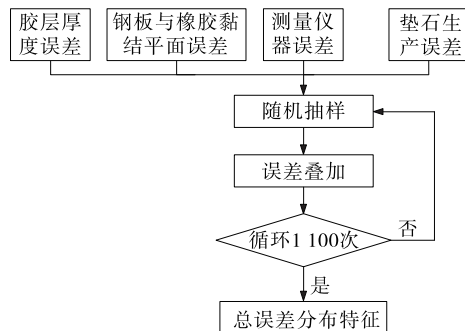 胶层厚
度误差
钢板与橡胶黏
结平面误差
测量仪
器误差
垫石生
产误差
随机抽样
误差叠加
循环1 100次
否
是
总误差分布特征